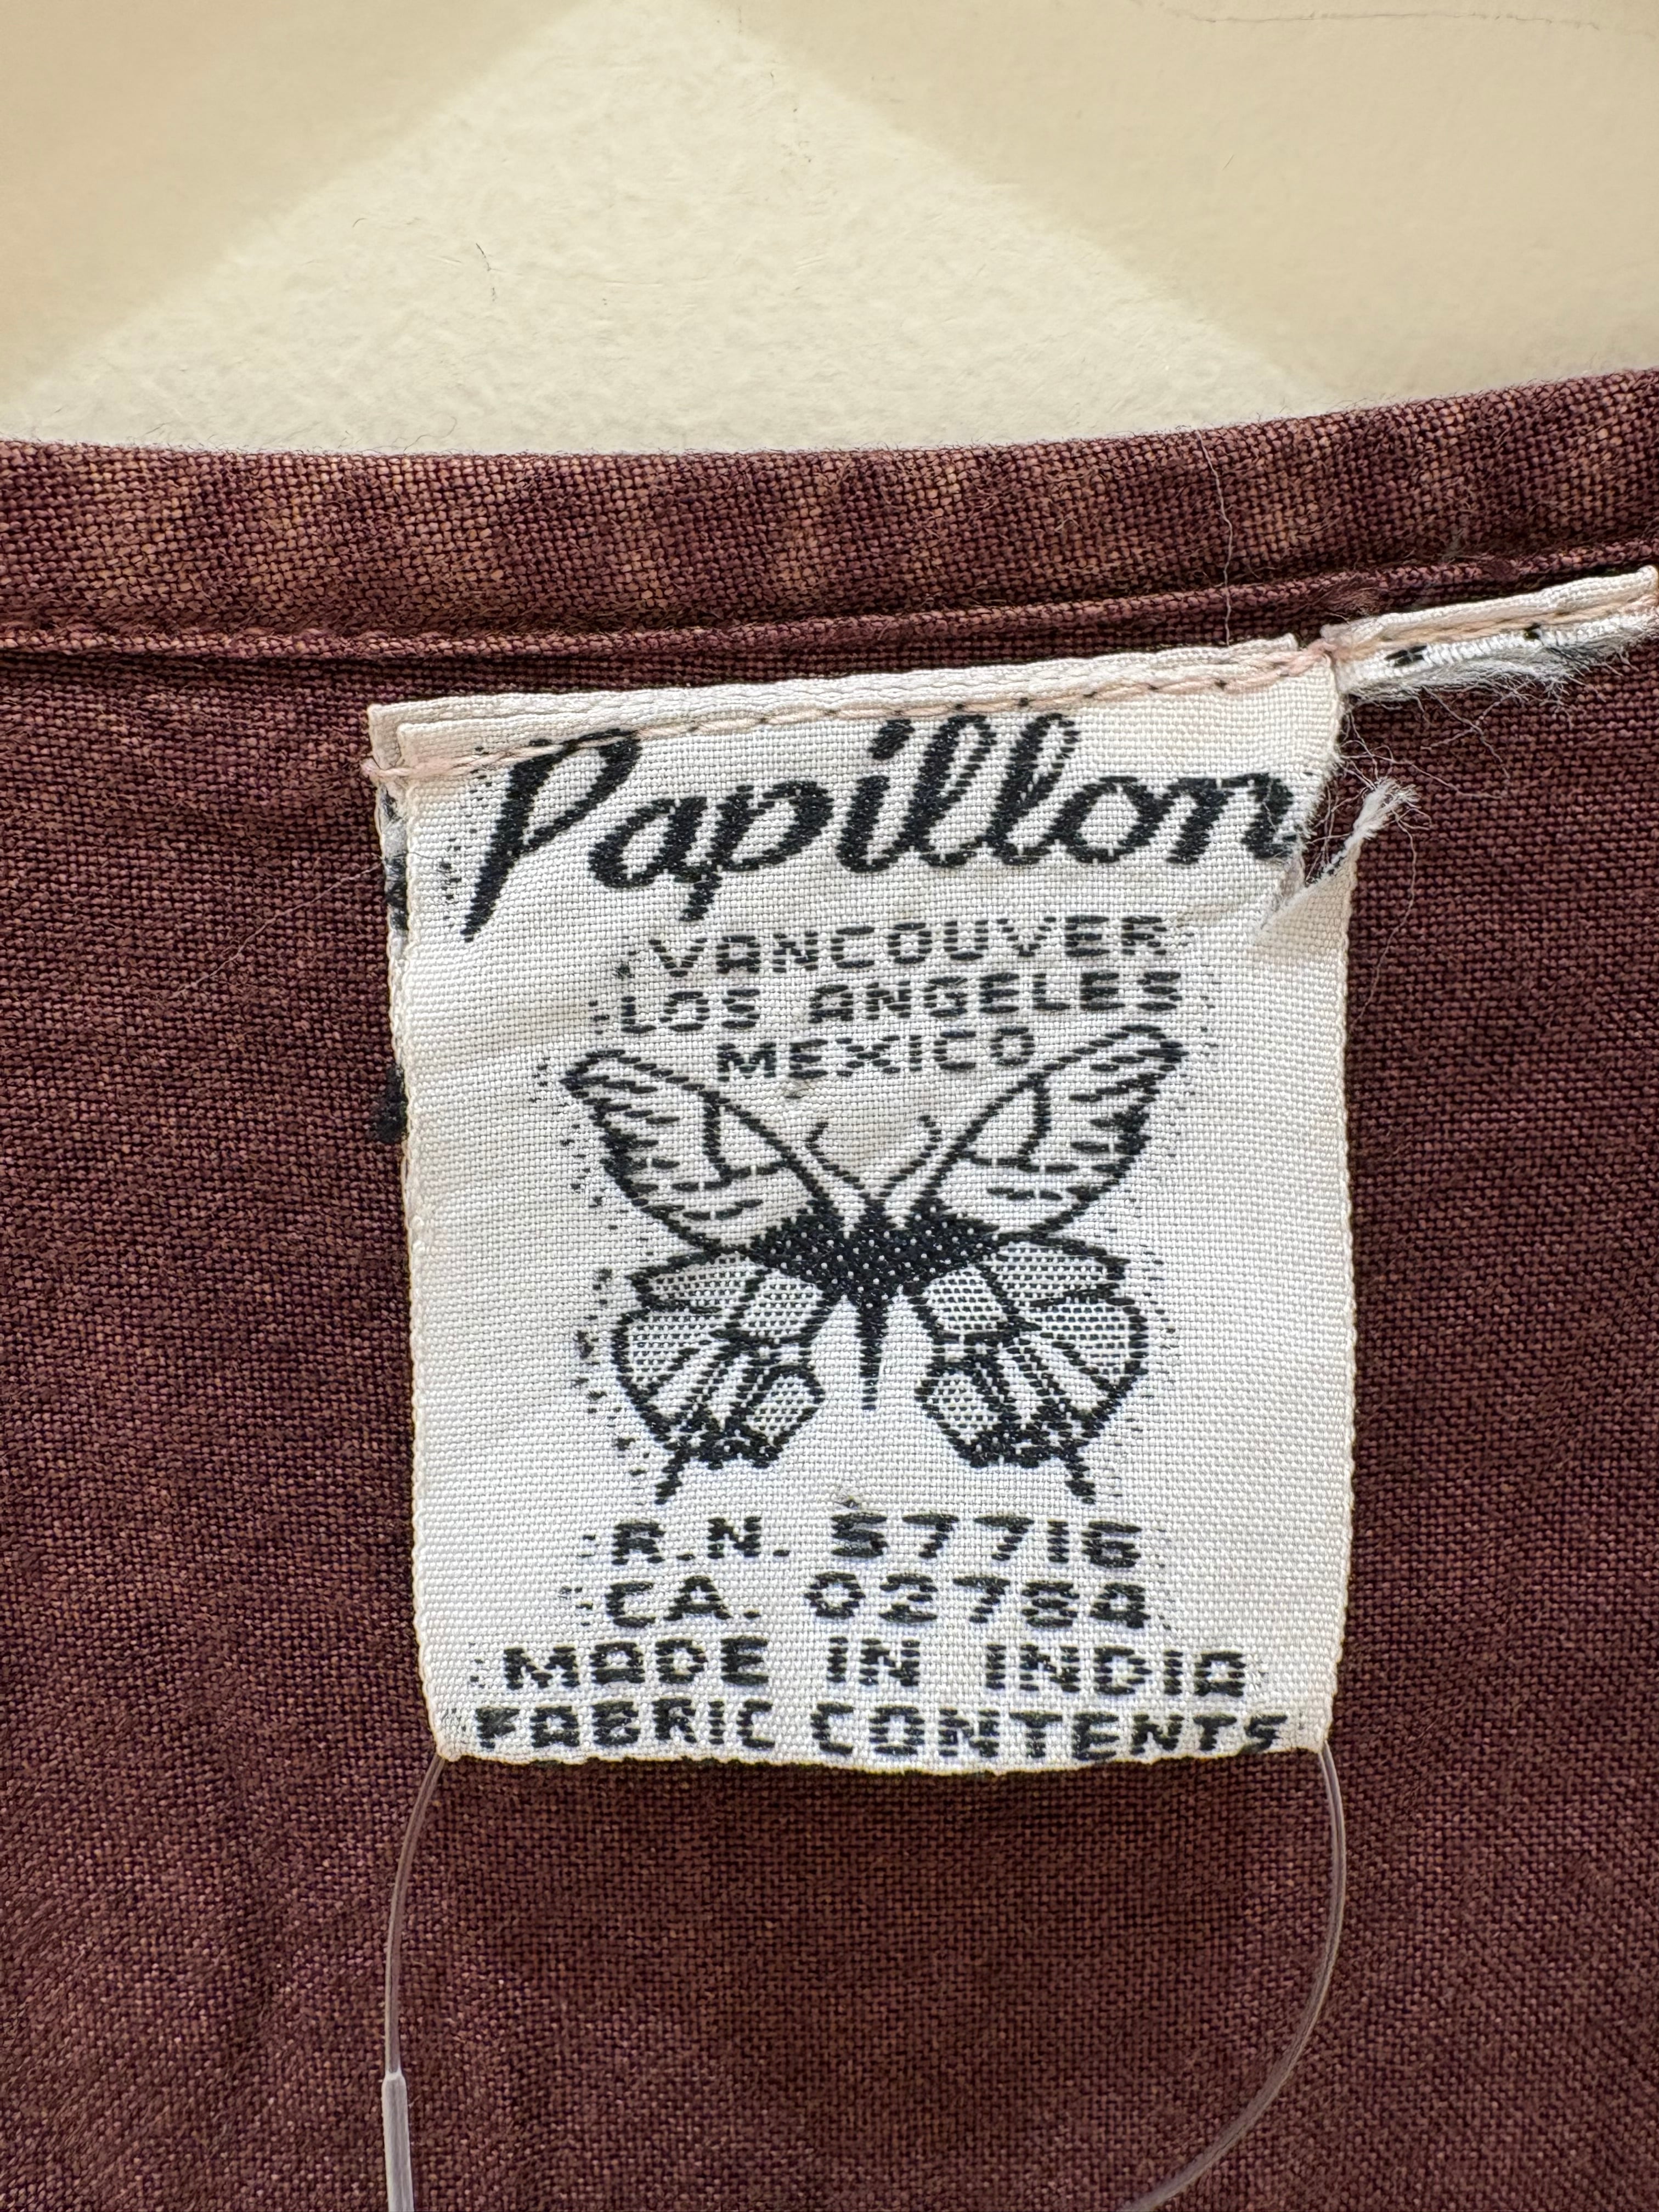 Papillon
VANCOUVER
LOS ANGELES
MEXICO
R.N. 57716
CA. 02784
MADE IN INDIA
FABRIC CONTENTS